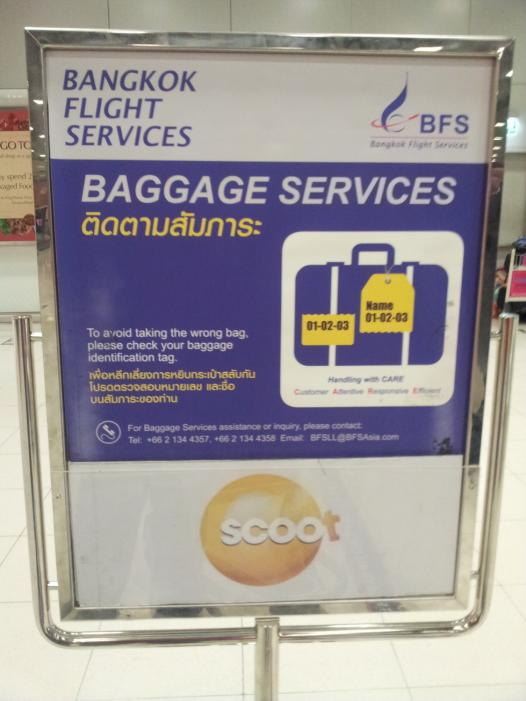 BANGKOK
FLIGHT
SERVICES
BFS
Bangkok Flight Services
BAGGAGE SERVICES
ติดตามสัมภาระ
Name
01-02-03
01-02-03
To avoid taking the wrong bag,
please check your baggage
identification tag.
เพื่อหลีกเลี่ยงการหยิบกระเป๋าสลับกัน
โปรดตรวจสอบหมายเลข และชื่อ
บนสัมภาระของท่าน
Handling with CARE
Customer Attentive Responsive Efficient
For Baggage Services assistance or inquiry, please contact:
Tel: +66 2 134 4357, +66 2 134 4358 Email: BFSLL@BFSAsia.com
scoot